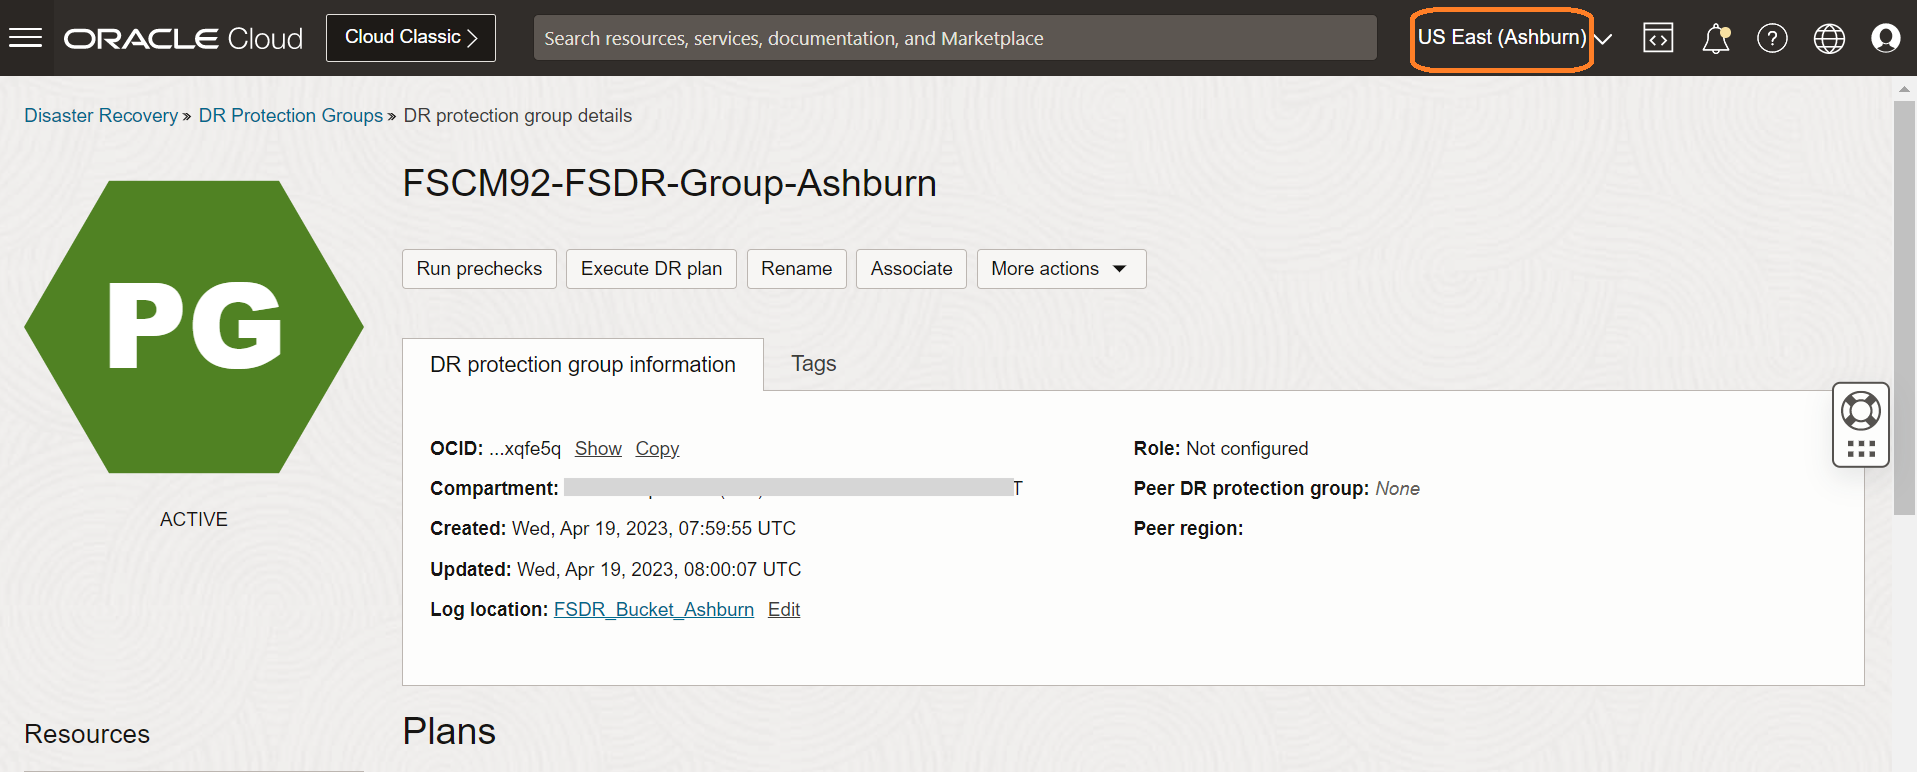 ORACLE Cloud
Cloud Classic
Search resources, services, documentation, and Marketplace
US East (Ashburn)
Disaster Recovery » DR Protection Groups » DR protection group details
PG
ACTIVE
FSCM92-FSDR-Group-Ashburn
Run prechecks
Execute DR plan
Rename
Associate
More actions
DR protection group information
Tags
OCID: ...xqfe5q Show Copy
Compartment: T
Created: Wed, Apr 19, 2023, 07:59:55 UTC
Updated: Wed, Apr 19, 2023, 08:00:07 UTC
Log location: FSDR_Bucket_Ashburn Edit
Role: Not configured
Peer DR protection group: None
Peer region:
Resources
Plans